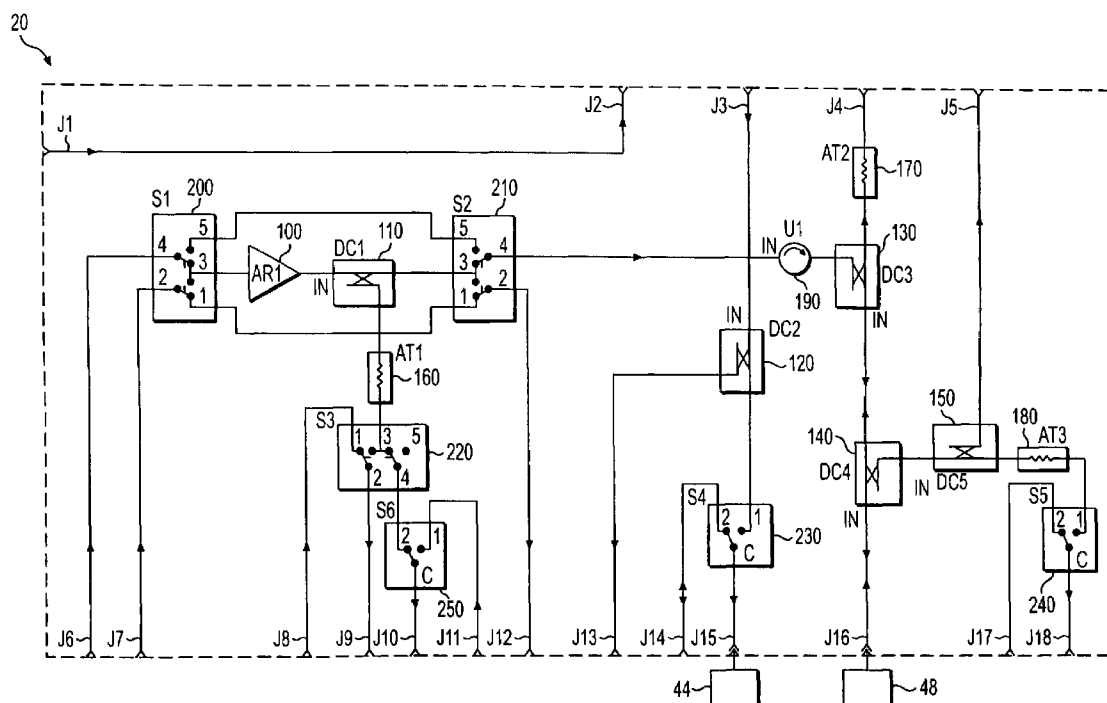 20
J1
J2
J3
J4
J5
AT2
170
S1
200
S2
210
5
4
3
2
1
100
AR1
DC1
110
IN
5
4
3
2
1
IN
U1
190
130
DC3
IN
AT1
160
IN
DC2
120
S3
1
3
5
2
4
220
S6
2
1
C
250
140
DC4
IN
150
IN
DC5
180
AT3
S4
2
1
C
230
S5
2
1
C
240
J6
J7
J8
J9
J10
J11
J12
J13
J14
J15
J16
J17
J18
44
48